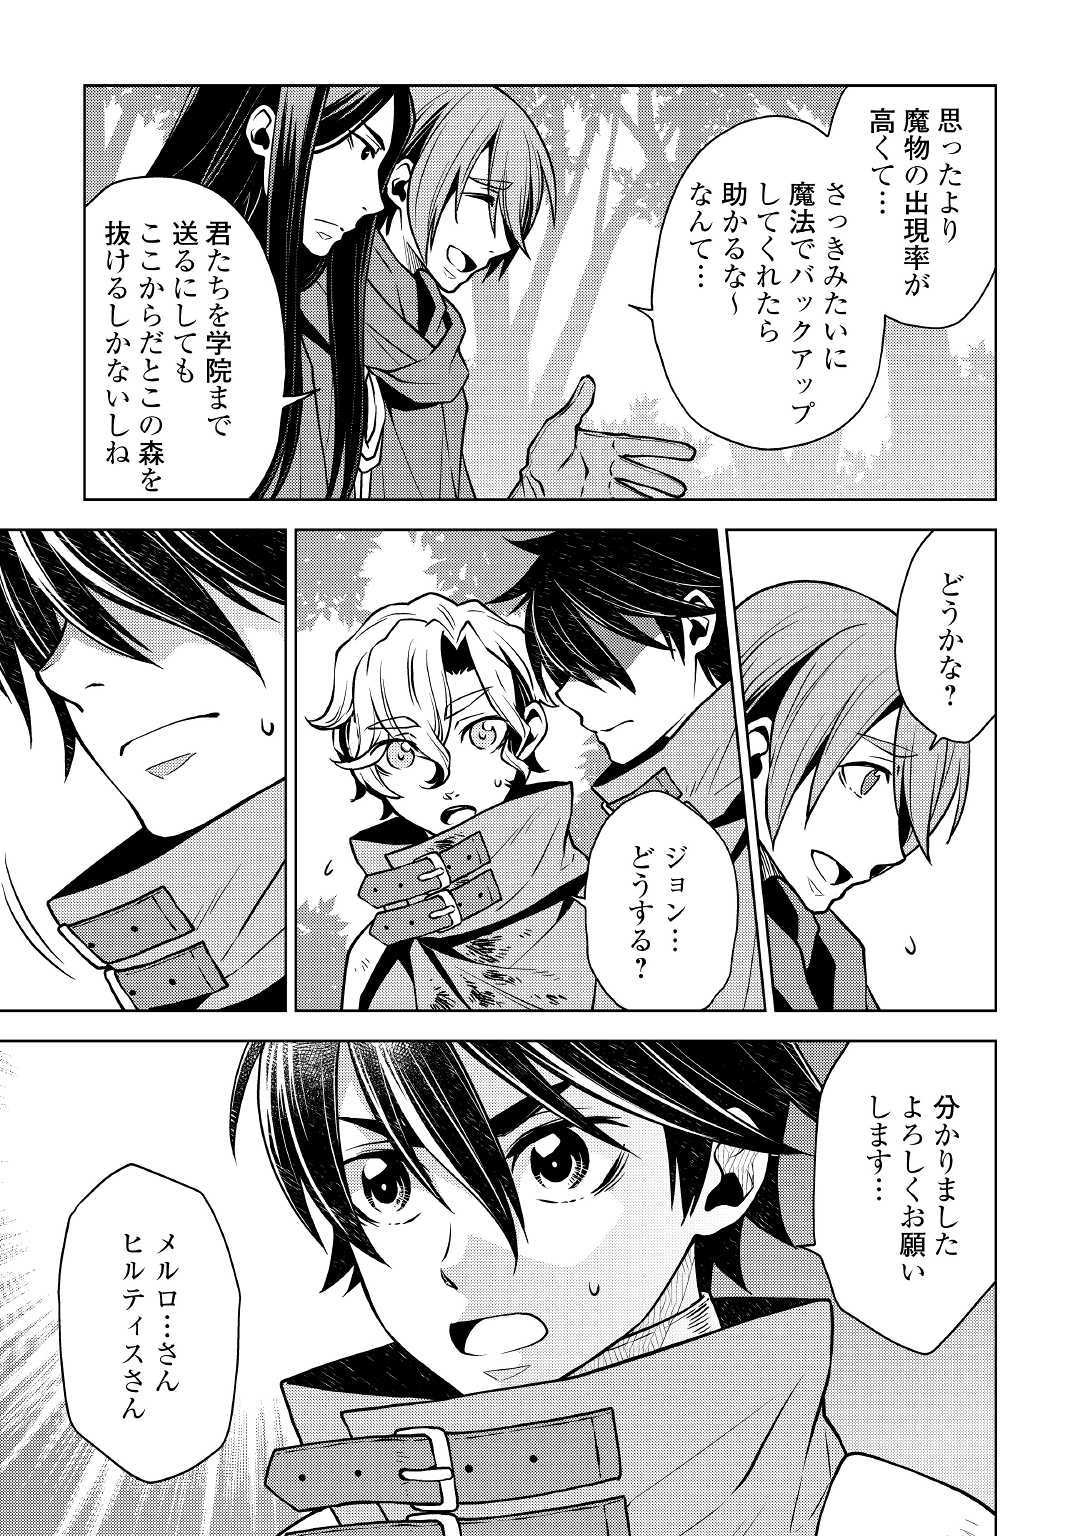 思ったより
魔物の出現率が
高くて…
さっきみたいに
魔法でバックアップ
してくれたら
助かるな～
なんて…
君たちを学院まで
送るにしても
ここからだとこの森を
抜けるしかないしね
どうかな？
ジョン…
どうする？
分かりました
よろしくお願い
します…
メルロ…さん
ヒルティスさん